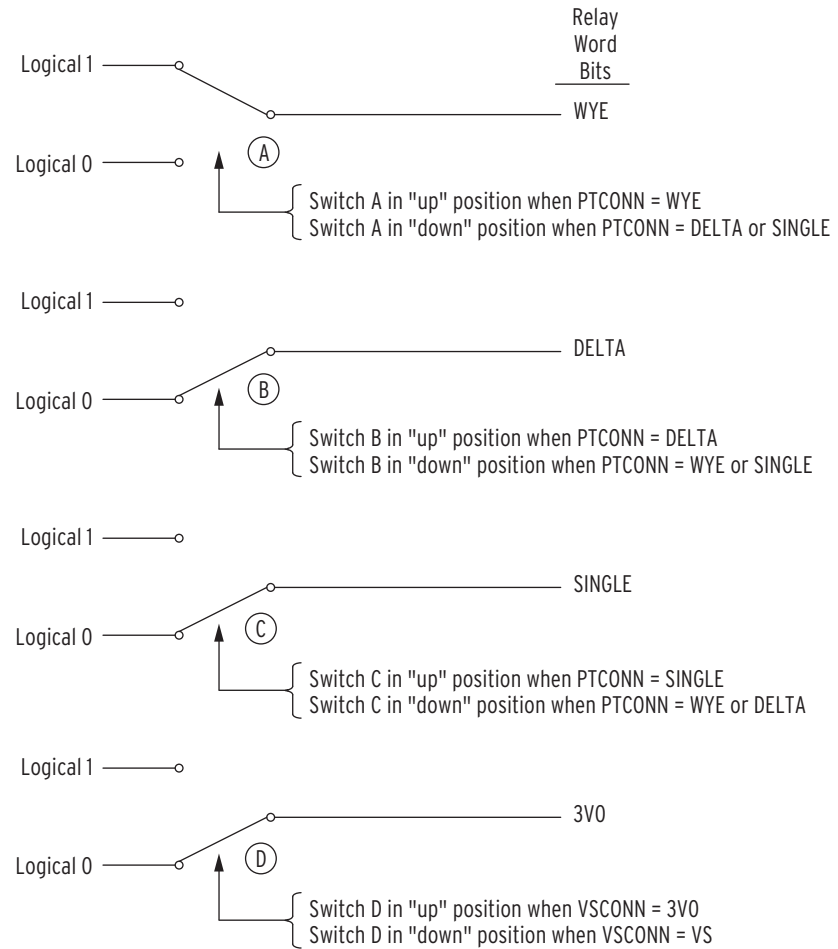 Relay
Word
Bits
Logical 1
WYE
Logical 0
A
Switch A in "up" position when PTCONN = WYE
Switch A in "down" position when PTCONN = DELTA or SINGLE
Logical 1
DELTA
Logical 0
B
Switch B in "up" position when PTCONN = DELTA
Switch B in "down" position when PTCONN = WYE or SINGLE
Logical 1
SINGLE
Logical 0
C
Switch C in "up" position when PTCONN = SINGLE
Switch C in "down" position when PTCONN = WYE or DELTA
Logical 1
3V0
Logical 0
D
Switch D in "up" position when VSCONN = 3V0
Switch D in "down" position when VSCONN = VS